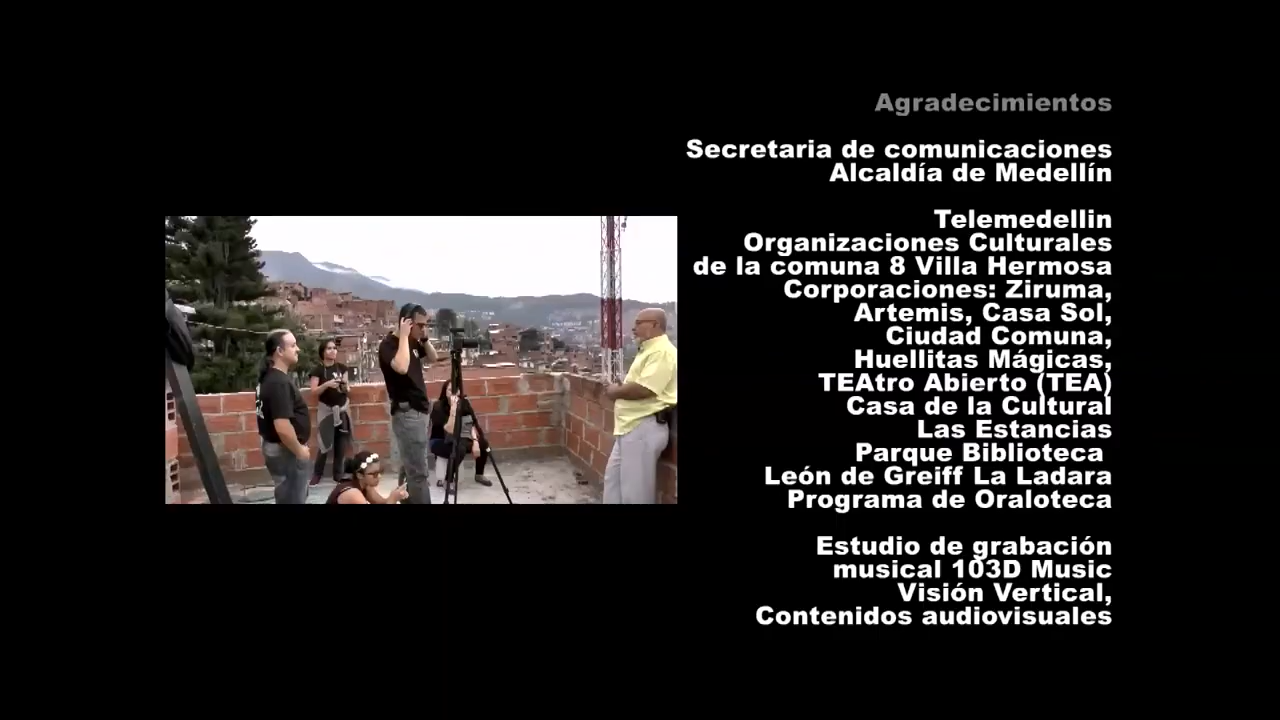 Agradecimientos
Secretaria de comunicaciones
Alcaldía de Medellín
Telemedellin
Organizaciones Culturales
de la comuna 8 Villa Hermosa
Corporaciones: Ziruma,
Artemis, Casa Sol,
Ciudad Comuna,
Huellitas Mágicas,
TEAtro Abierto (TEA)
Casa de la Cultural
Las Estancias
Parque Biblioteca
León de Greiff La Ladara
Programa de Oraloteca
Estudio de grabación
musical 103D Music
Visión Vertical,
Contenidos audiovisuales